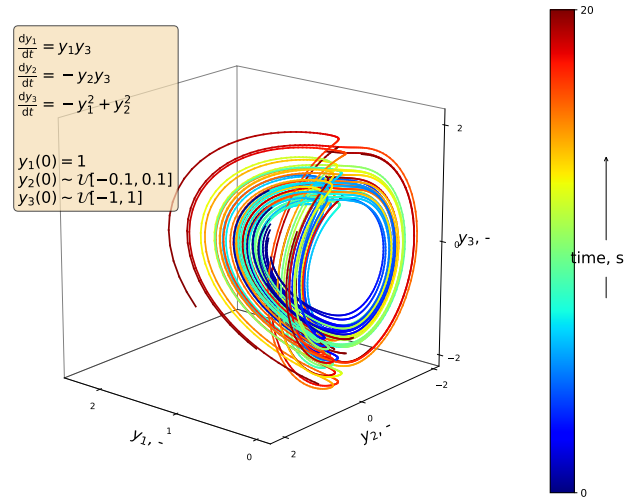 dy₁/dt = y₁y₃
dy₂/dt = −y₂y₃
dy₃/dt = −y₁² + y₂²
y₁(0) = 1
y₂(0) ~ 𝒰[−0.1, 0.1]
y₃(0) ~ 𝒰[−1, 1]
2
0
−2
y₃, -
2
1
0
y₁, -
2
0
−2
y₂, -
20
time, s
0